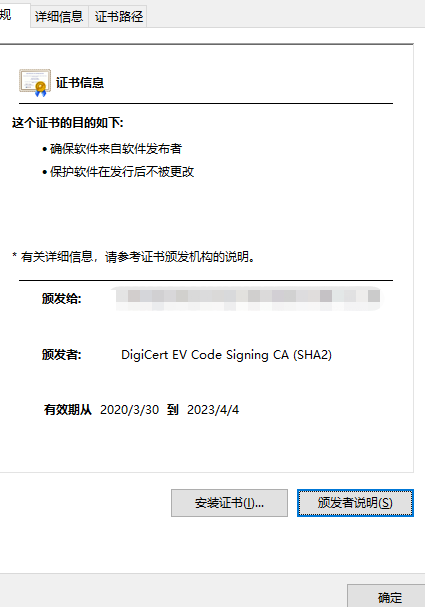 规 详细信息 证书路径
证书信息
这个证书的目的如下:
• 确保软件来自软件发布者
• 保护软件在发行后不被更改
* 有关详细信息，请参考证书颁发机构的说明。
颁发给:
颁发者: DigiCert EV Code Signing CA (SHA2)
有效期从 2020/3/30 到 2023/4/4
安装证书(I)... 颁发者说明(S)
确定